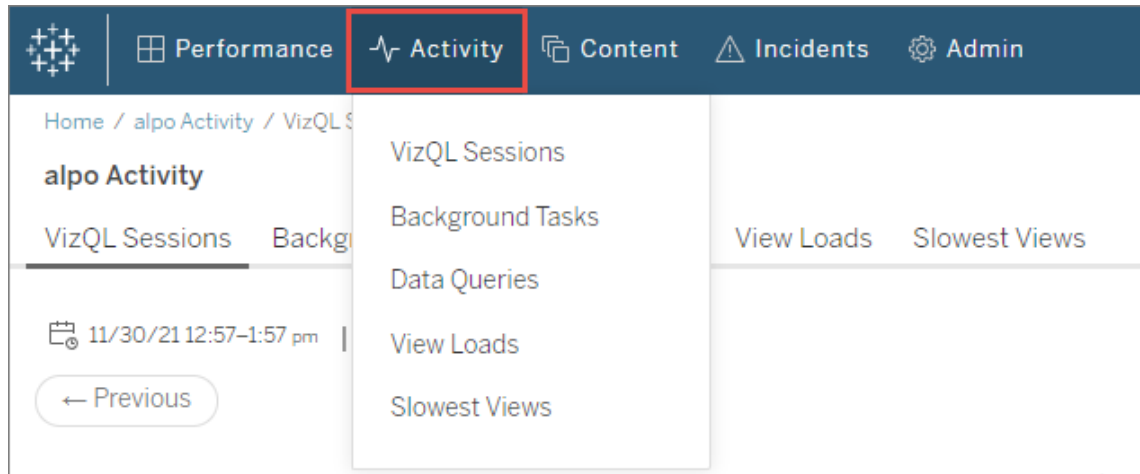 Performance Activity Content Incidents Admin
Home / alpo Activity / VizQL S
alpo Activity
VizQL Sessions Backgr View Loads Slowest Views
11/30/21 12:57–1:57 pm |
← Previous
VizQL Sessions
Background Tasks
Data Queries
View Loads
Slowest Views